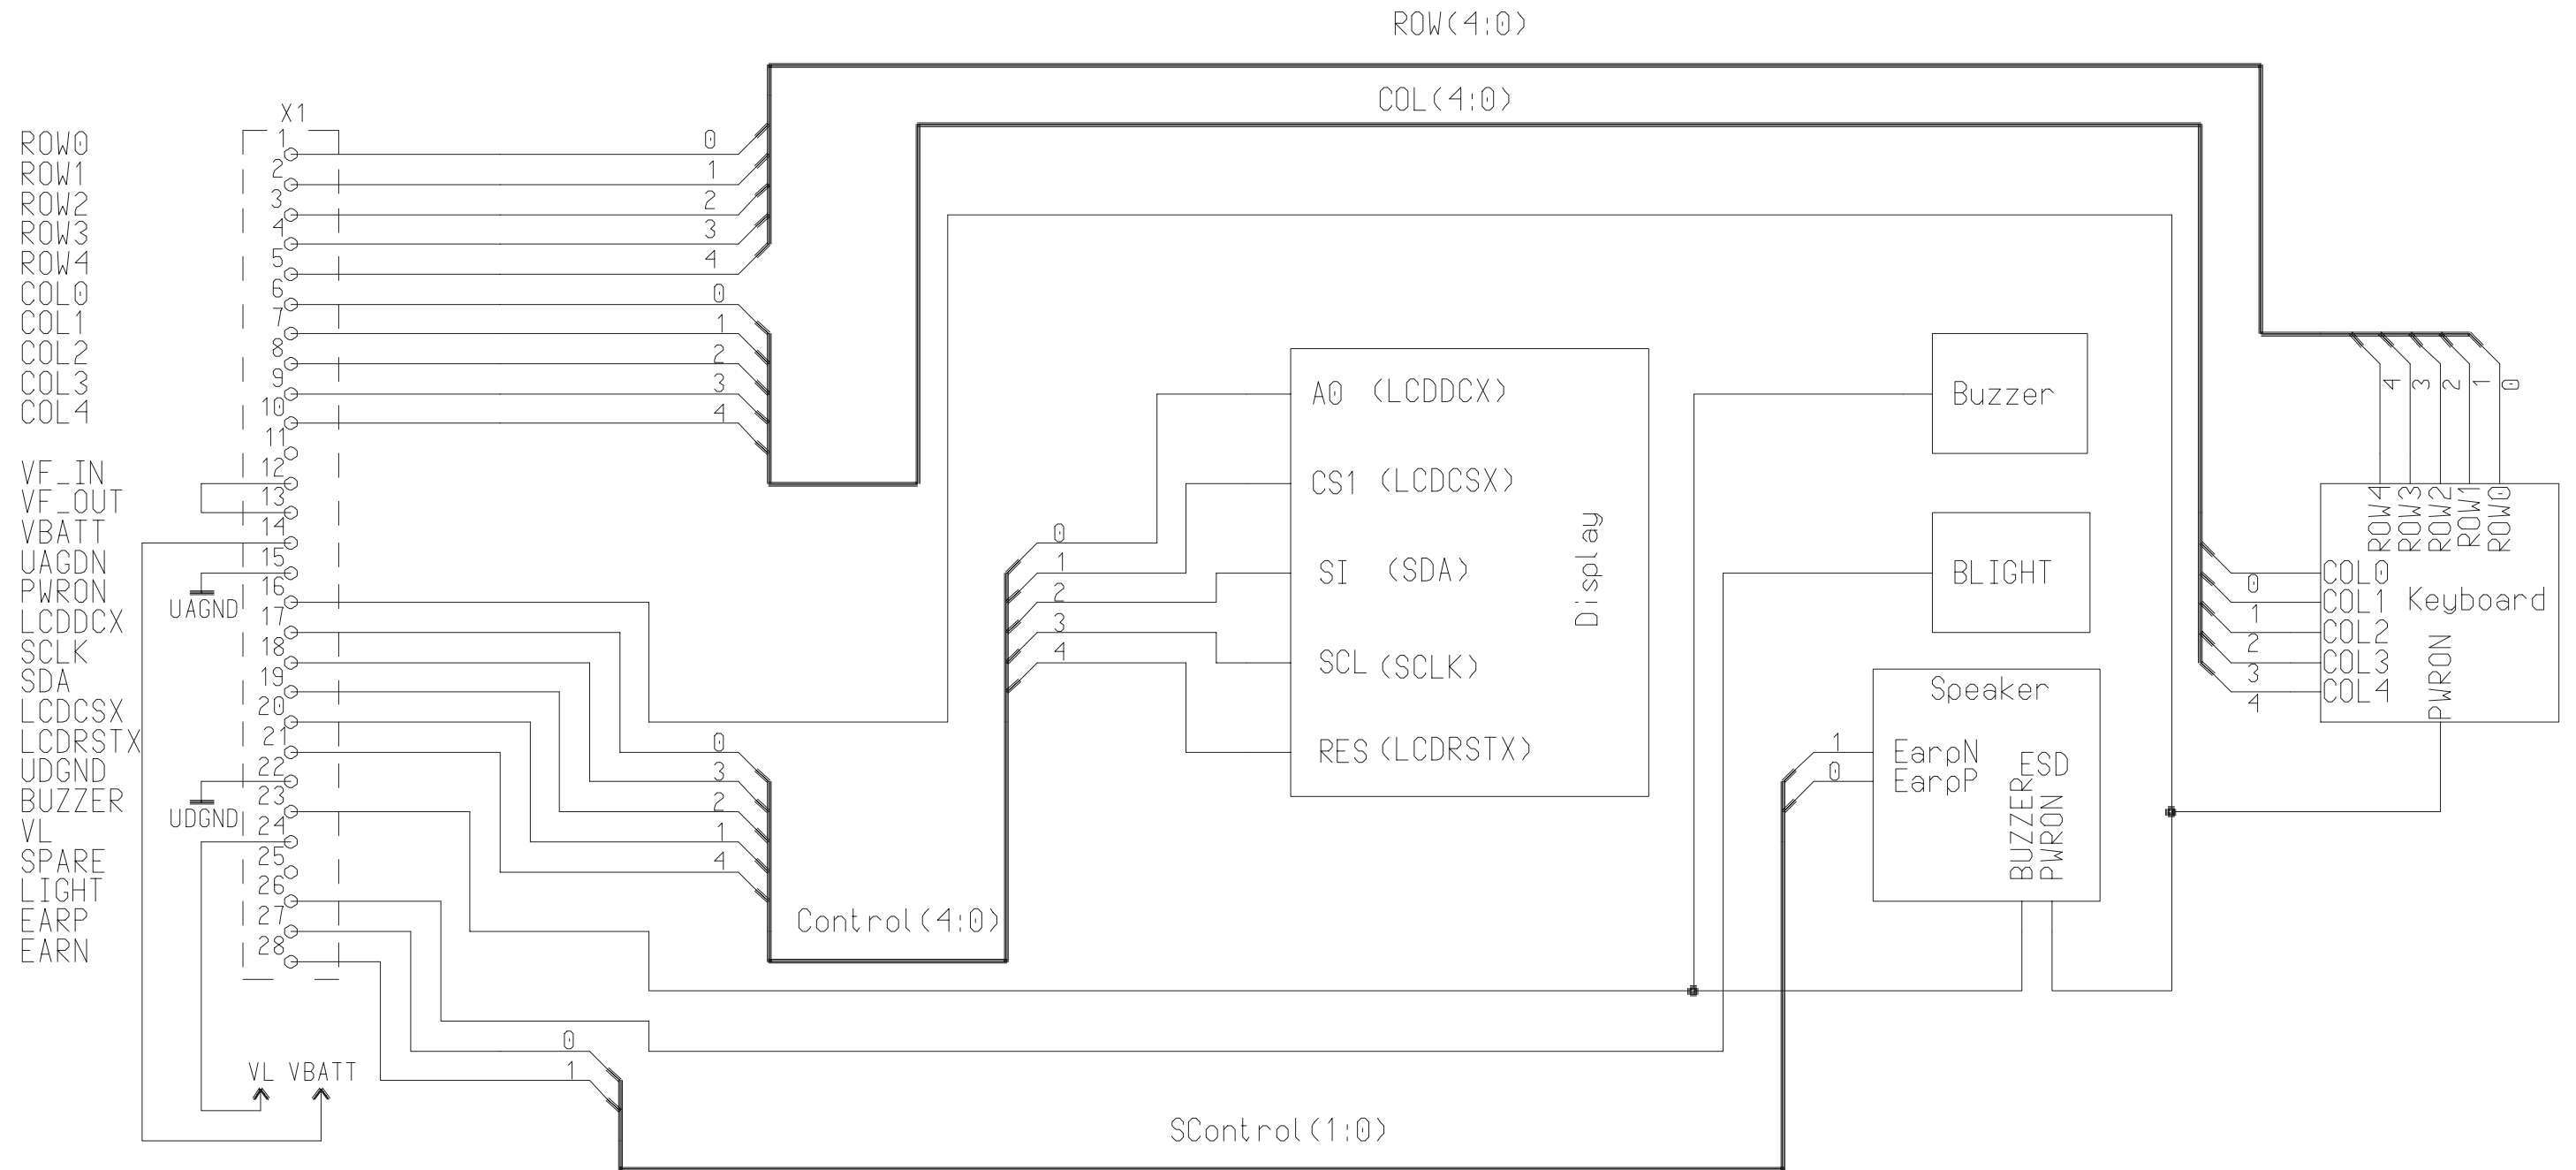 ROW(4:0)
COL(4:0)
X1
ROW0
ROW1
ROW2
ROW3
ROW4
COL0
COL1
COL2
COL3
COL4
VF_IN
VF_OUT
VBATT
UAGDN
PWRON
LCDDCX
SCLK
SDA
LCDCSX
LCDRSTX
UDGND
BUZZER
VL
SPARE
LIGHT
EARP
EARN
1
2
3
4
5
6
7
8
9
10
11
12
13
14
15
16
17
18
19
20
21
22
23
24
25
26
27
28
UAGND
UDGND
VL VBATT
0
1
2
3
4
0
1
2
3
4
0
3
2
1
4
Control(4:0)
0
1
SControl(1:0)
0
1
2
3
4
A0 (LCDDCX)
CS1 (LCDCSX)
SI (SDA)
SCL (SCLK)
RES (LCDRSTX)
Display
Buzzer
BLIGHT
Speaker
1
0
EarpN
EarpP
ESD
BUZZER
PWRON
4
3
2
1
0
ROW4
ROW3
ROW2
ROW1
ROW0
0
1
2
3
4
COL0
COL1
COL2
COL3
COL4
Keyboard
PWRON